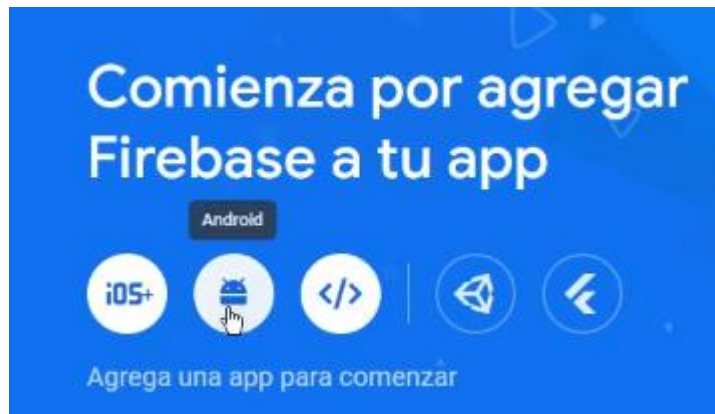 Comienza por agregar
Firebase a tu app
Android
iOS+
</>
Agrega una app para comenzar